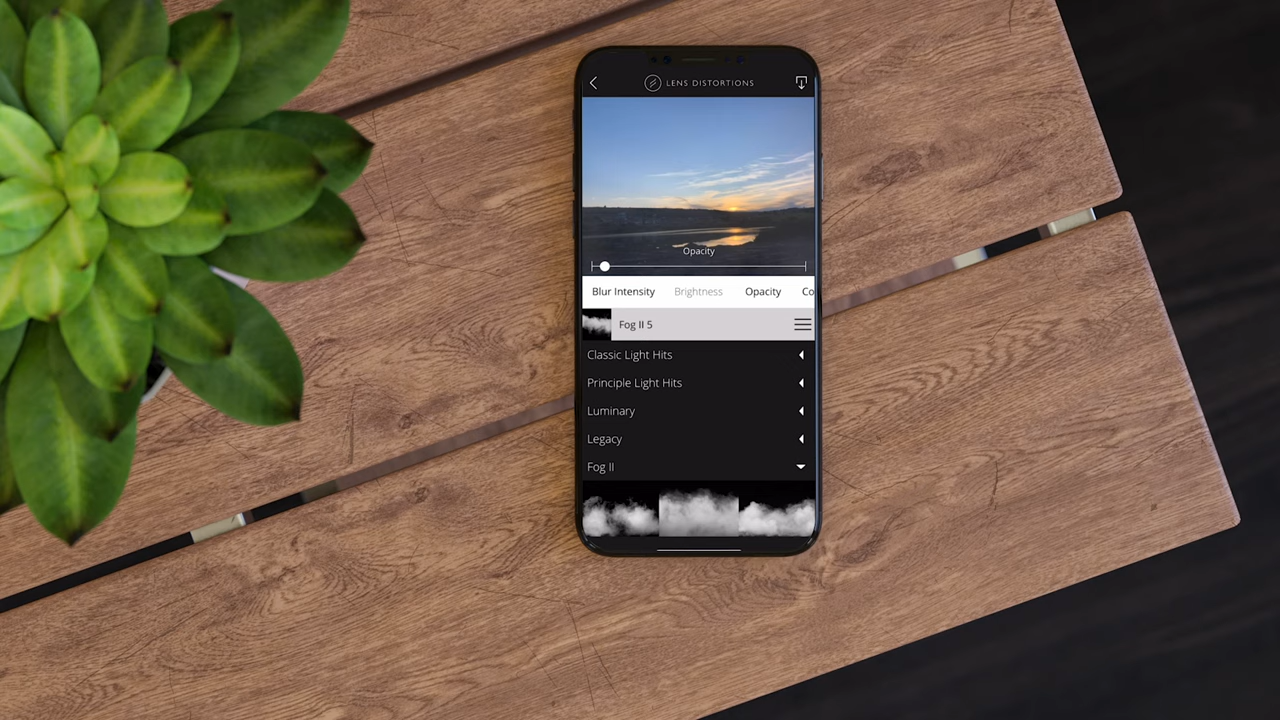 LENS DISTORTIONS
Opacity
Blur Intensity Brightness Opacity Co
Fog II 5
Classic Light Hits
Principle Light Hits
Luminary
Legacy
Fog II